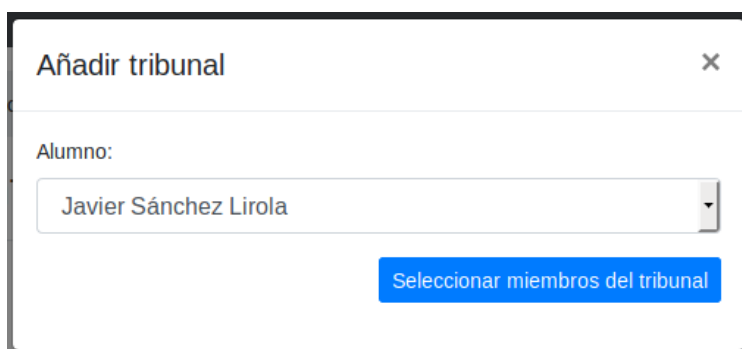 Añadir tribunal ×
Alumno:
Javier Sánchez Lirola
Seleccionar miembros del tribunal